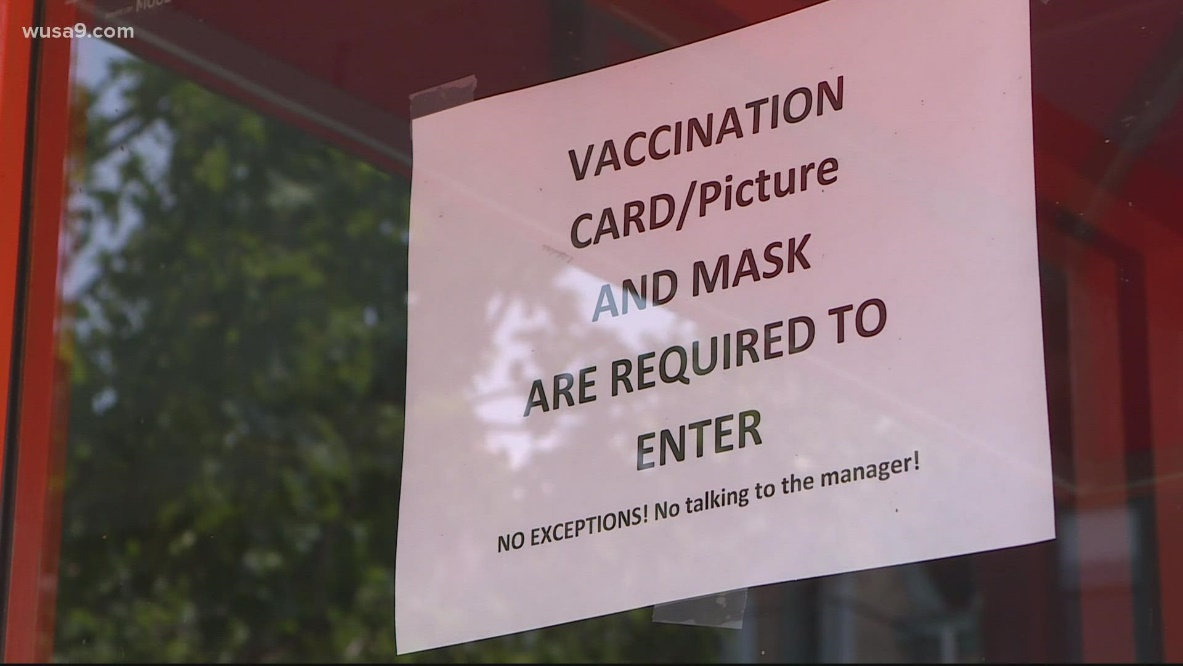 wusa9.com
VACCINATION
CARD/Picture
AND MASK
ARE REQUIRED TO
ENTER
NO EXCEPTIONS! No talking to the manager!